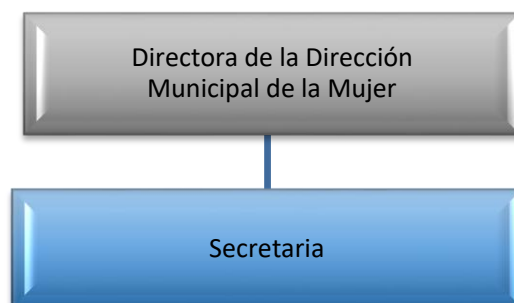 Directora de la Dirección
Municipal de la Mujer
Secretaria